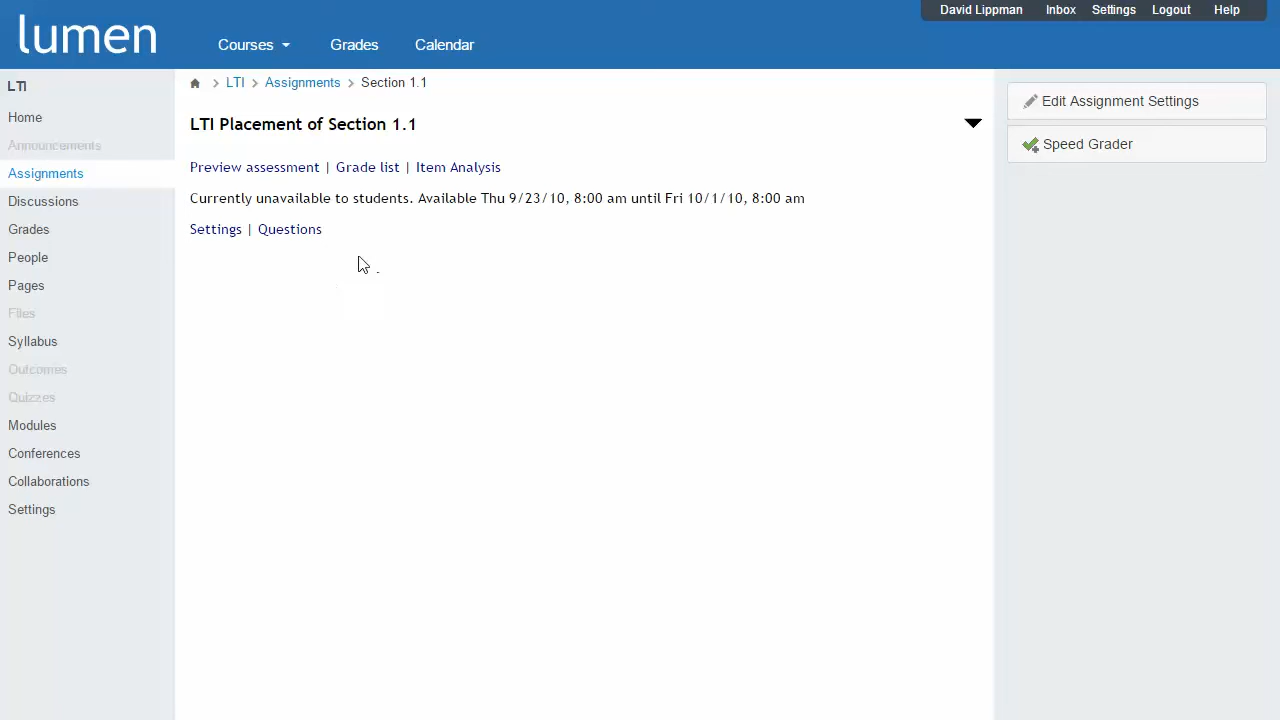 David Lippman Inbox Settings Logout Help
lumen
Courses Grades Calendar
LTI
Home
Announcements
Assignments
Discussions
Grades
People
Pages
Files
Syllabus
Outcomes
Quizzes
Modules
Conferences
Collaborations
Settings
LTI Assignments Section 1.1
LTI Placement of Section 1.1
Preview assessment | Grade list | Item Analysis
Currently unavailable to students. Available Thu 9/23/10, 8:00 am until Fri 10/1/10, 8:00 am
Settings | Questions
Edit Assignment Settings
Speed Grader